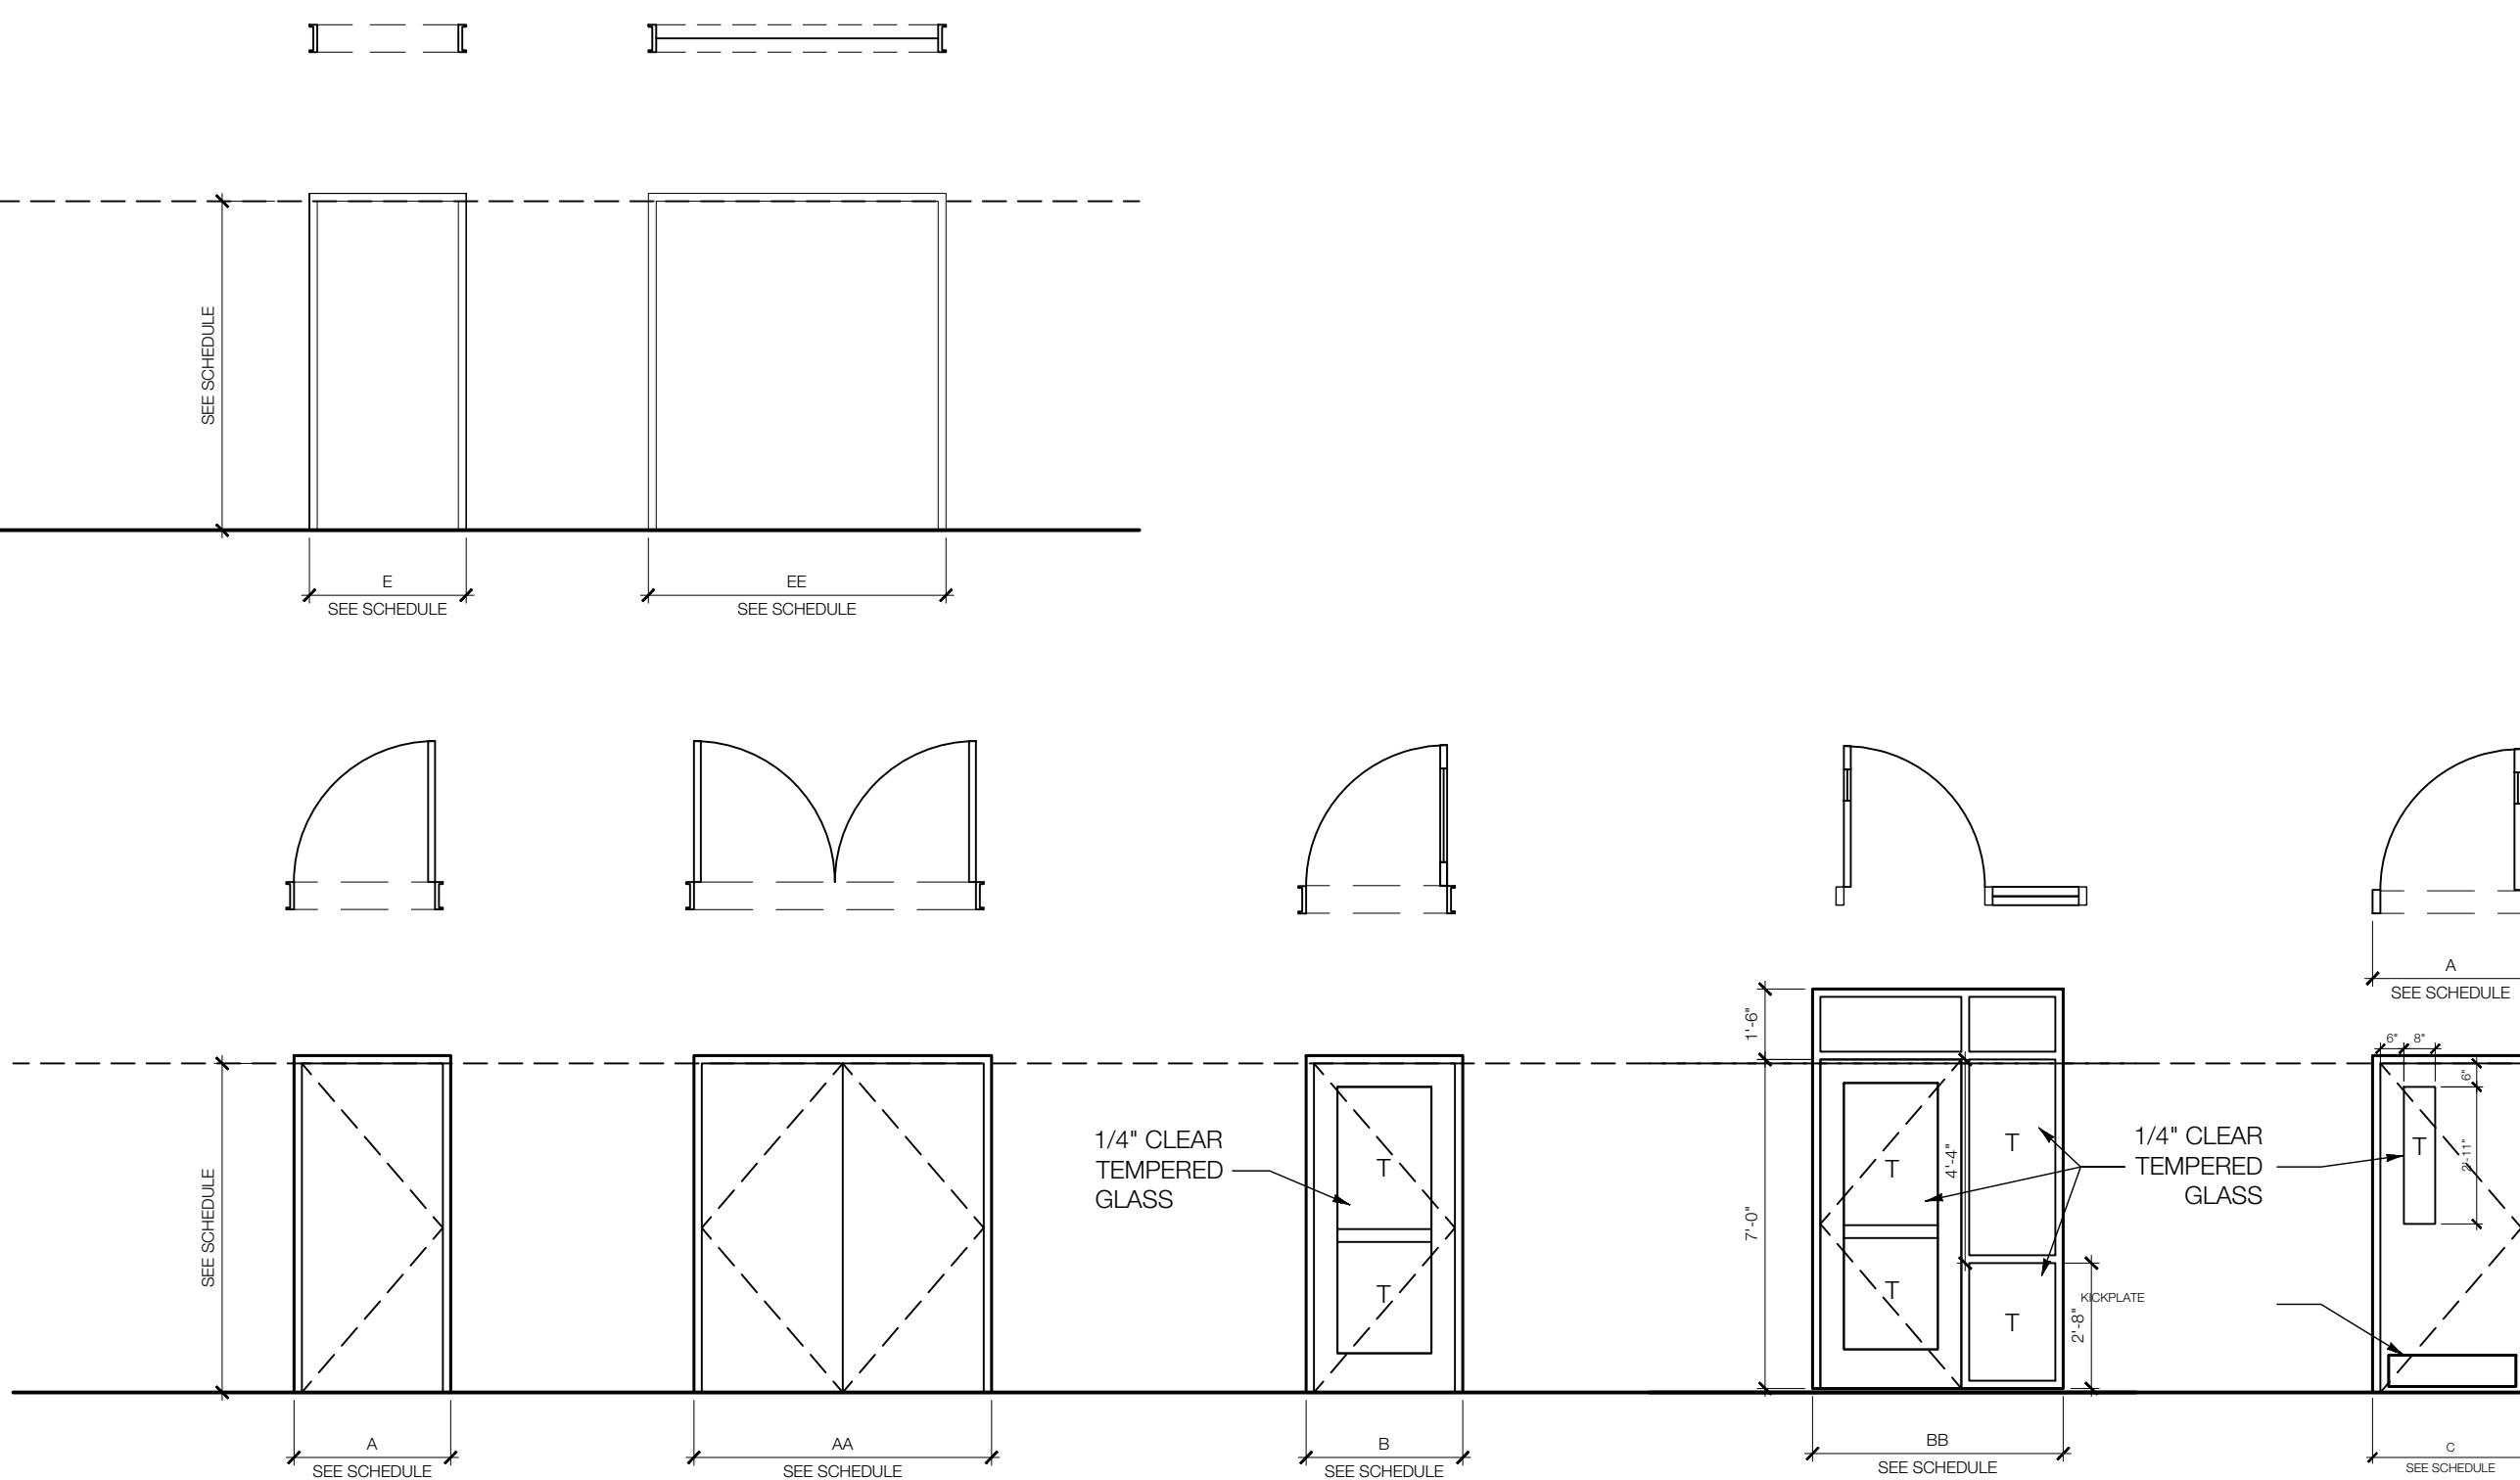 SEE SCHEDULE
E
SEE SCHEDULE
EE
SEE SCHEDULE
A
SEE SCHEDULE
6"
8"
1'-6"
6"
1/4" CLEAR
TEMPERED
GLASS
T
T
4'-4"
T
1/4" CLEAR
TEMPERED
GLASS
T
2'-11"
SEE SCHEDULE
7'-0"
T
T
T
2'-8"
KICKPLATE
A
SEE SCHEDULE
AA
SEE SCHEDULE
B
SEE SCHEDULE
BB
SEE SCHEDULE
C
SEE SCHEDULE